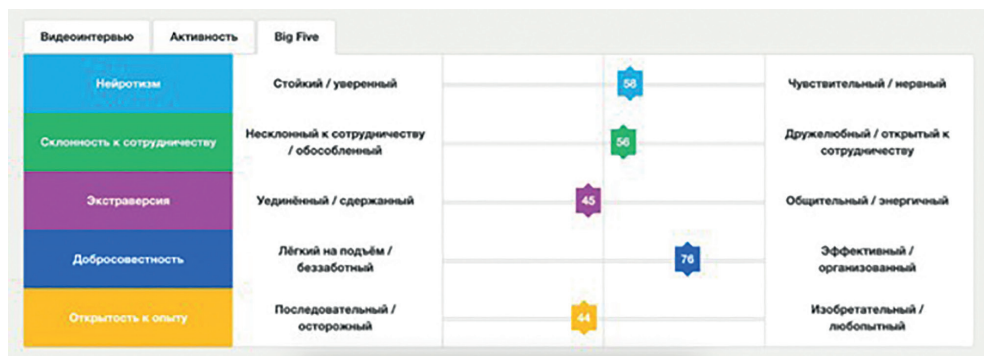 Видеоинтервью Активность Big Five
Нейротизм Стойкий / уверенный 58 Чувствительный / нервный
Склонность к сотрудничеству Несклонный к сотрудничеству / обособленный 56 Дружелюбный / открытый к сотрудничеству
Экстраверсия Уединённый / сдержанный 45 Общительный / энергичный
Добросовестность Лёгкий на подъём / беззаботный 76 Эффективный / организованный
Открытость к опыту Последовательный / осторожный 44 Изобретательный / любопытный